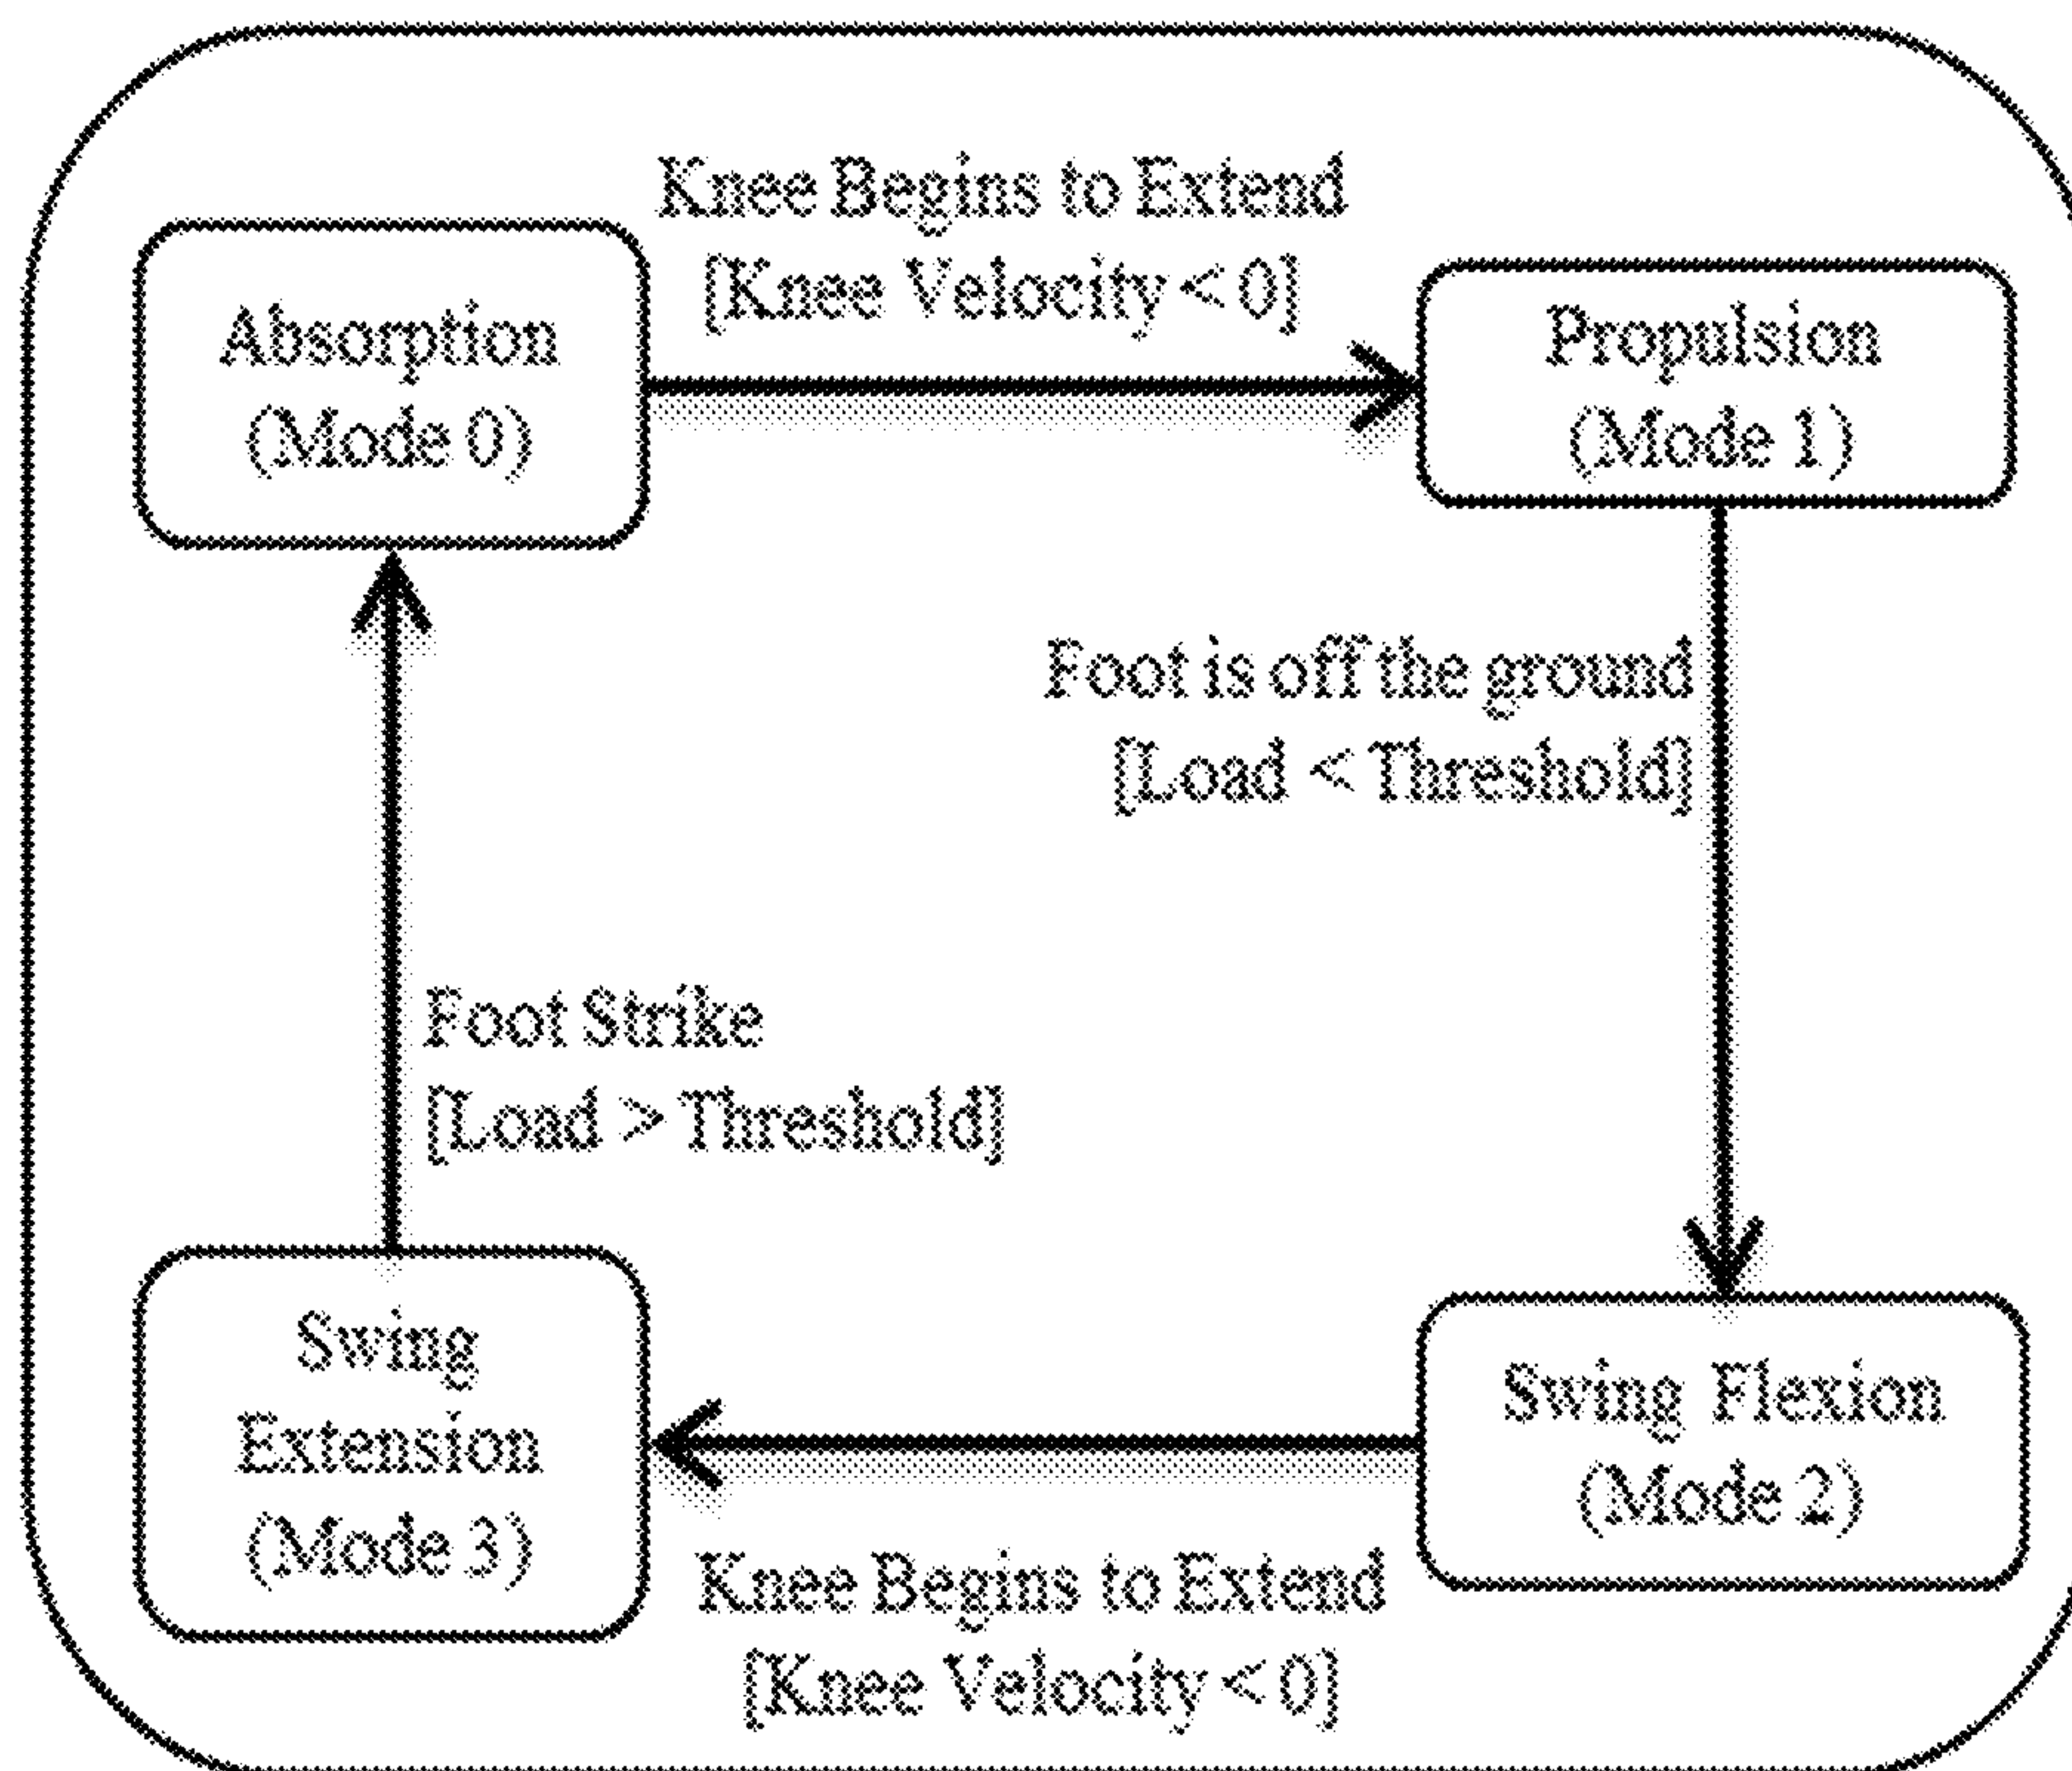 Knee Begins to Extend
[Knee Velocity < 0]
Absorption
(Mode 0)
Propulsion
(Mode 1)
Foot is off the ground
[Load < Threshold]
Foot Strike
[Load > Threshold]
Swing
Extension
(Mode 3)
Swing Flexion
(Mode 2)
Knee Begins to Extend
[Knee Velocity < 0]